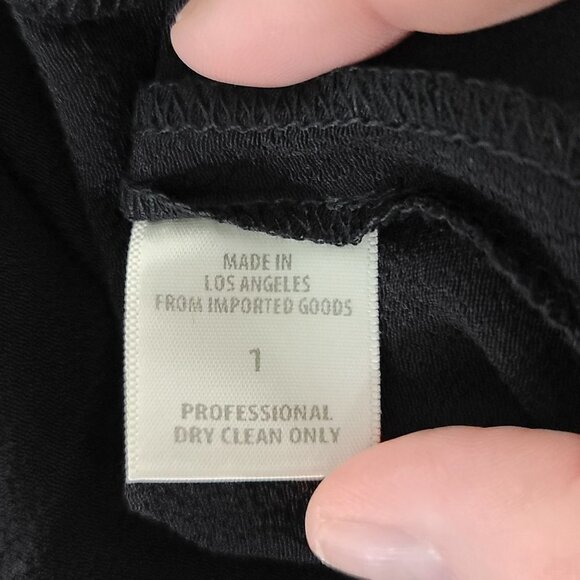 MADE IN
LOS ANGELES
FROM IMPORTED GOODS
1
PROFESSIONAL
DRY CLEAN ONLY